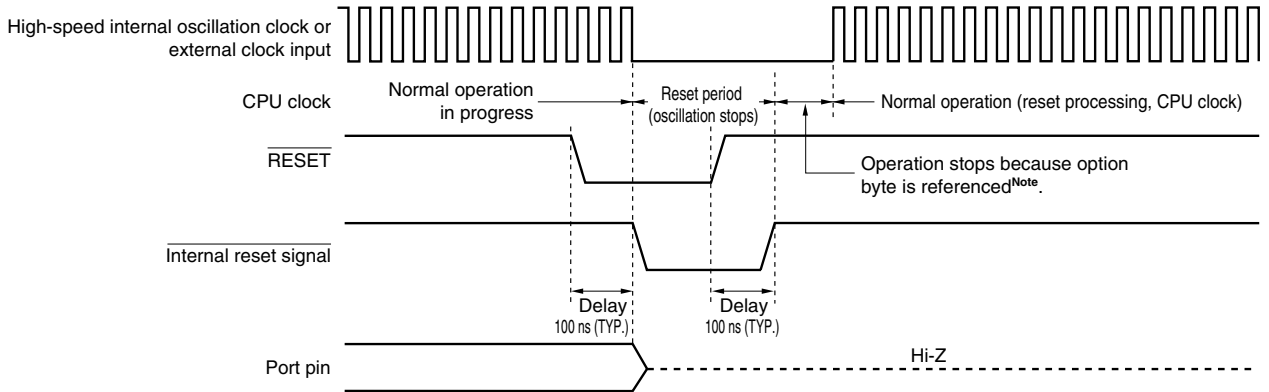 High-speed internal oscillation clock or
external clock input
CPU clock
Normal operation
in progress
Reset period
(oscillation stops)
Normal operation (reset processing, CPU clock)
RESET
Operation stops because option
byte is referencedNote.
Internal reset signal
Delay
100 ns (TYP.)
Delay
100 ns (TYP.)
Port pin
Hi-Z